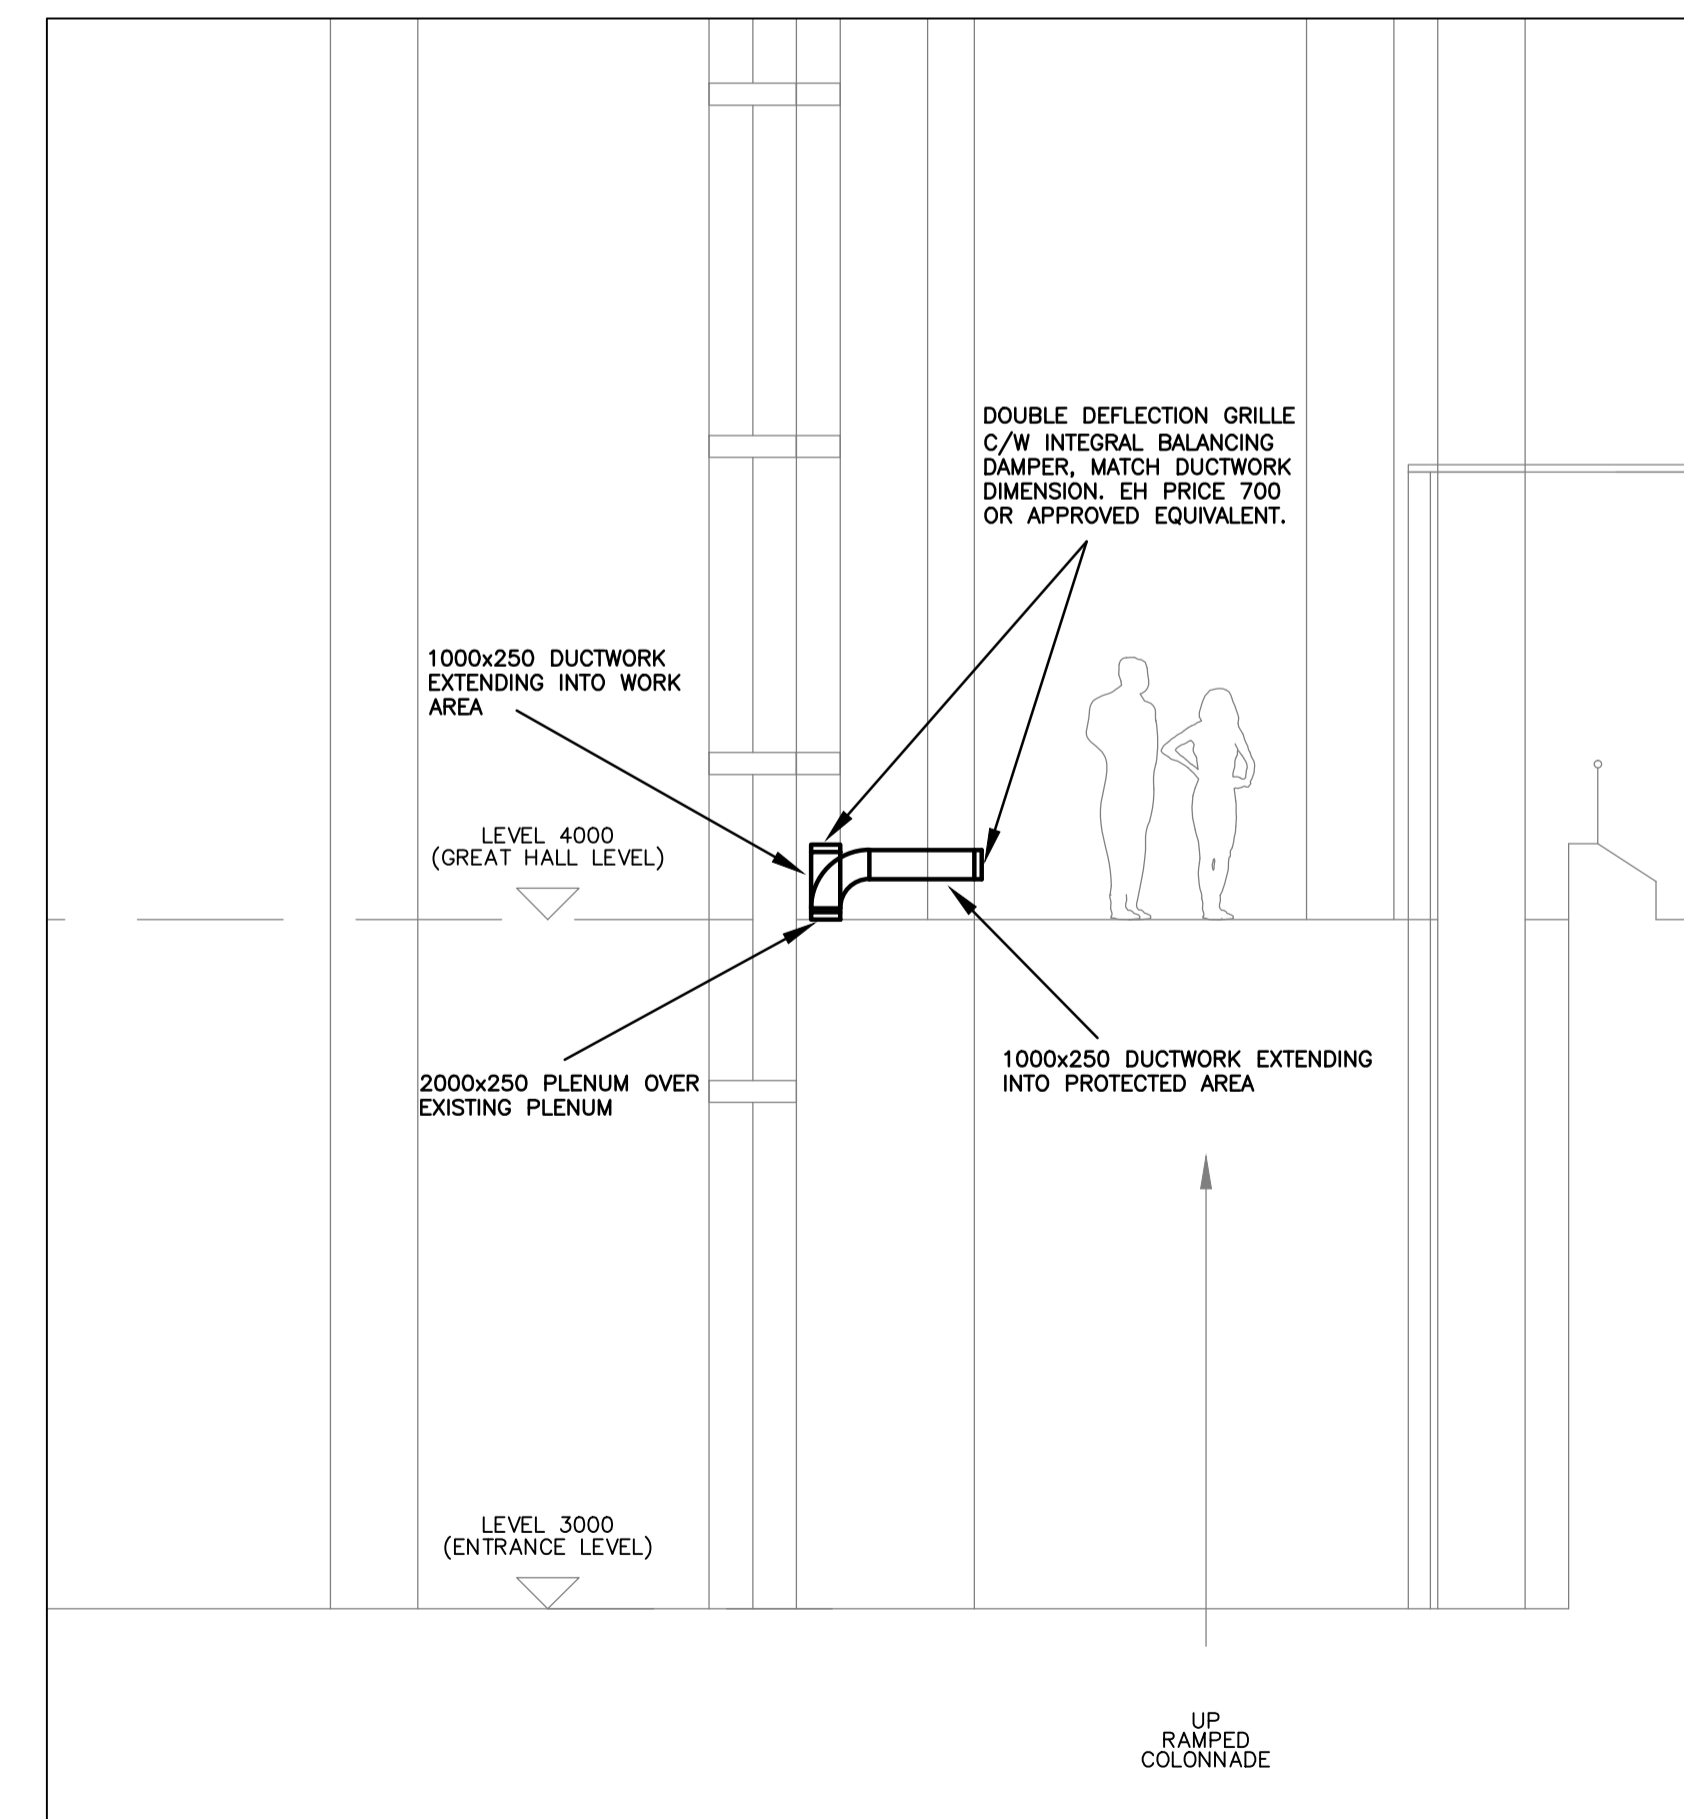 DOUBLE DEFLECTION GRILLE
C/W INTEGRAL BALANCING
DAMPER, MATCH DUCTWORK
DIMENSION. EH PRICE 700
OR APPROVED EQUIVALENT.
1000x250 DUCTWORK
EXTENDING INTO WORK
AREA
LEVEL 4000
(GREAT HALL LEVEL)
2000x250 PLENUM OVER
EXISTING PLENUM
1000x250 DUCTWORK EXTENDING
INTO PROTECTED AREA
LEVEL 3000
(ENTRANCE LEVEL)
UP
RAMPED
COLONNADE